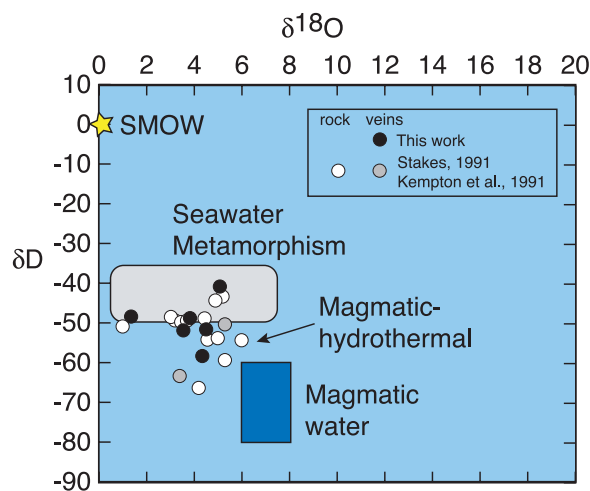 δ18O
0 2 4 6 8 10 12 14 16 18 20
10
0
-10
-20
-30
-40
-50
-60
-70
-80
-90
δD
SMOW
rock veins
This work
Stakes, 1991
Kempton et al., 1991
Seawater
Metamorphism
Magmatic-
hydrothermal
Magmatic
water